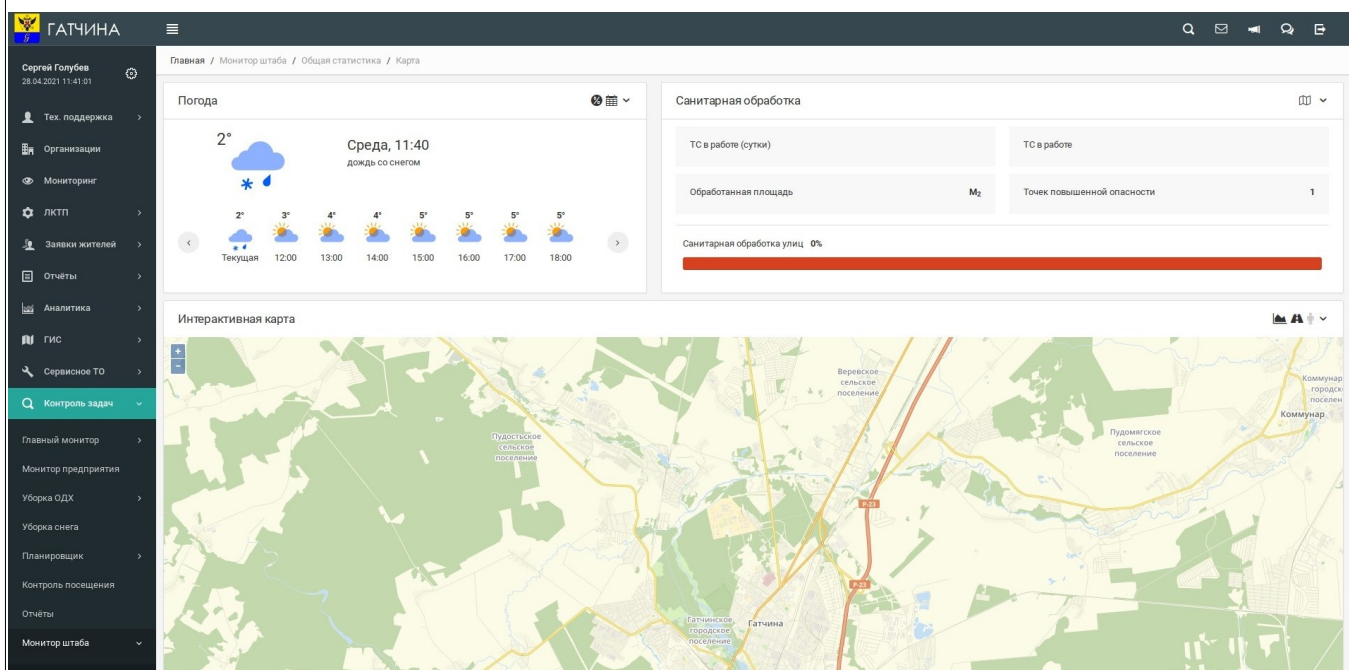 ГАТЧИНА
Сергей Голубев
28.04.2021 11:41:01
Тех. поддержка
Организации
Мониторинг
ЛКТП
Заявки жителей
Отчёты
Аналитика
ГИС
Сервисное ТО
Контроль задач
Главный монитор
Монитор предприятия
Уборка ОДХ
Уборка снега
Планировщик
Контроль посещения
Отчёты
Монитор штаба
Главная / Монитор штаба / Общая статистика / Карта
Погода
2°
Среда, 11:40
дождь со снегом
2° 3° 4° 4° 5° 5° 5° 5°
Текущая 12:00 13:00 14:00 15:00 16:00 17:00 18:00
Санитарная обработка
ТС в работе (сутки)
ТС в работе
Обработанная площадь М2
Точек повышенной опасности 1
Санитарная обработка улиц 0%
Интерактивная карта
+
-
Веревское
сельское
поселение
Коммунар
городск
поселен
Коммунар
Пудостьское
сельское
поселение
Пудомягское
сельское
поселение
Р-23
Р-23
Гатчинское
городское
поселение
Гатчина